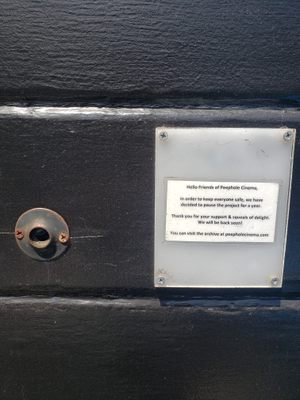 Hello Friends of Peephole Cinema,
In order to keep everyone safe, we have
decided to pause the project for a year.
Thank you for your support & squeals of delight.
We will be back soon!
You can visit the archive at peepholecinema.com